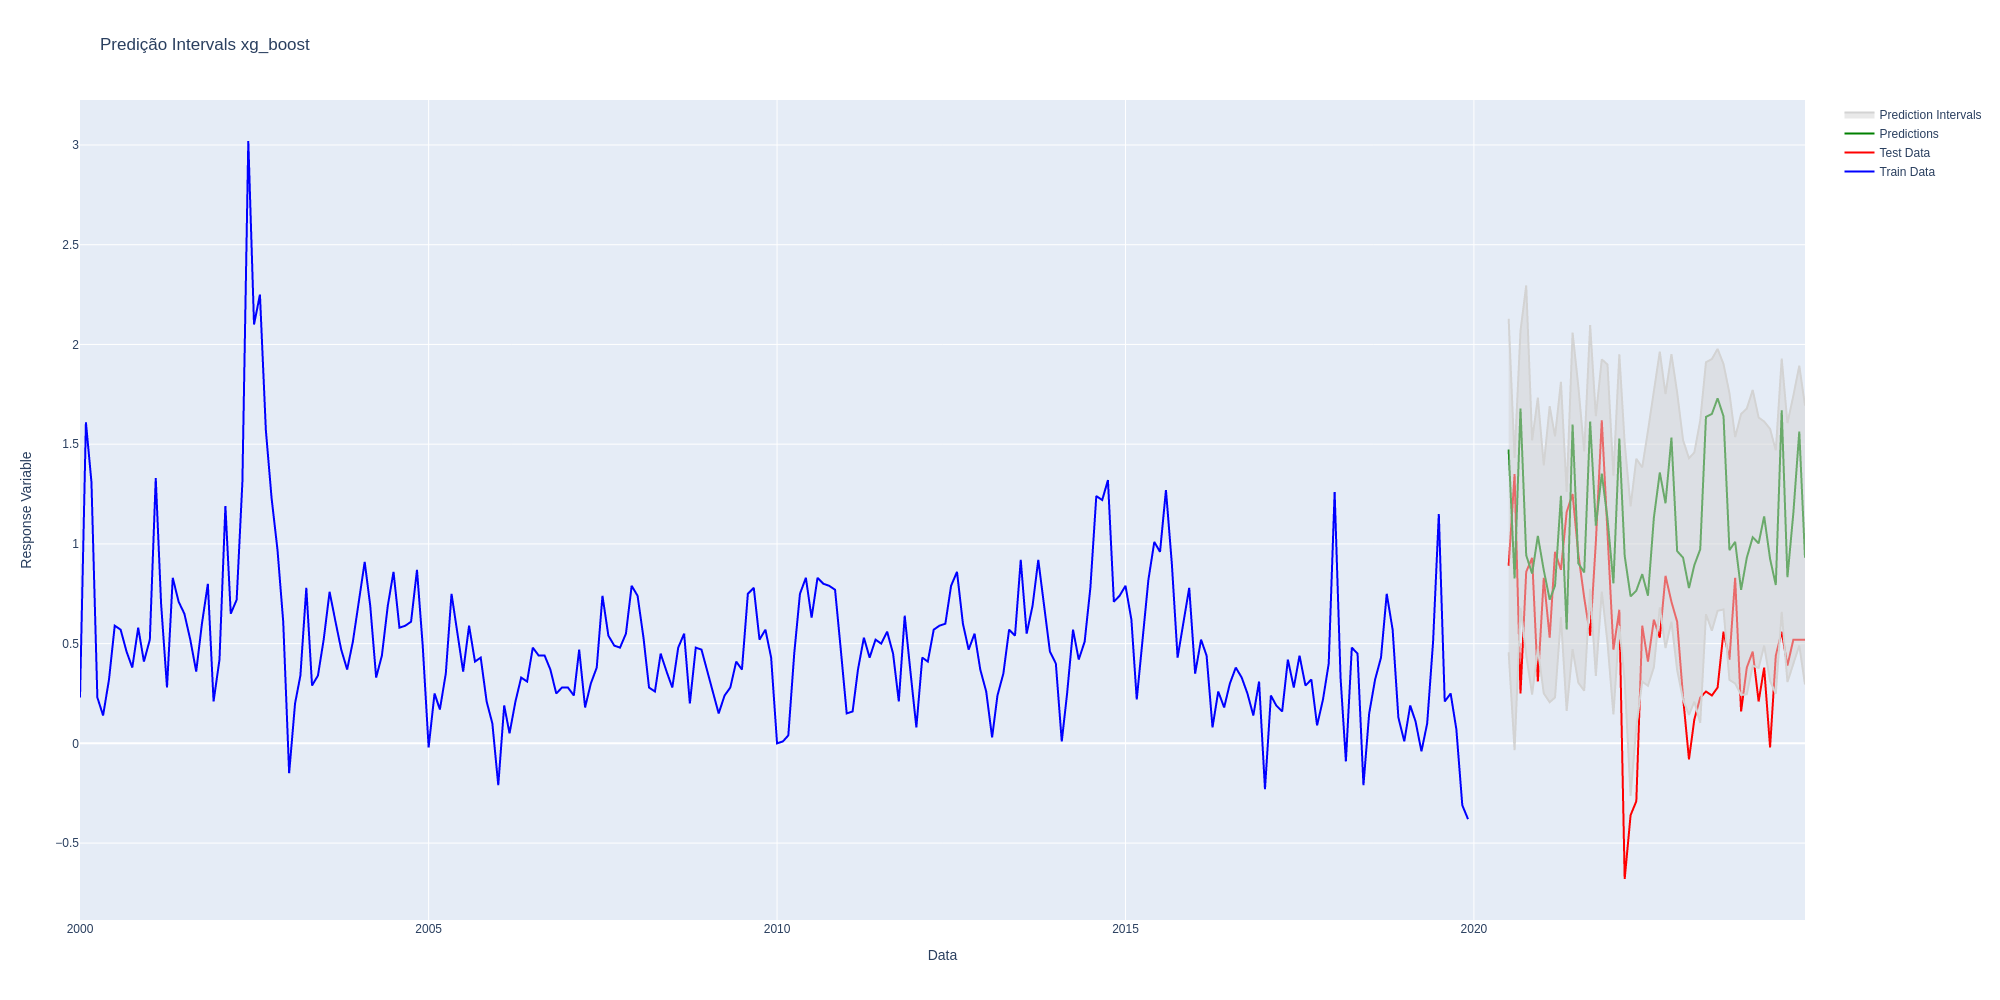 Predição Intervals xg_boost
Prediction Intervals
Predictions
Test Data
Train Data
Response Variable
3
2.5
2
1.5
1
0.5
0
−0.5
2000
2005
2010
2015
2020
Data